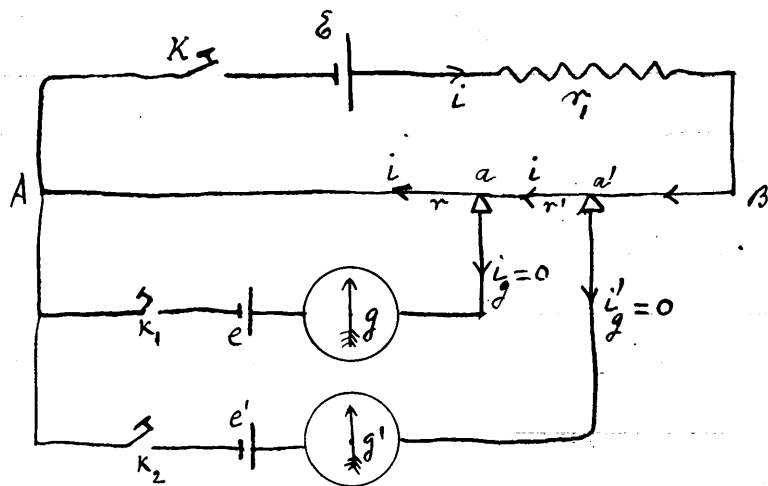 K ℰ
i r₁
A i r a i r' a' B
i_g=0 i'_g=0
K₁ e g
K₂ e' g'